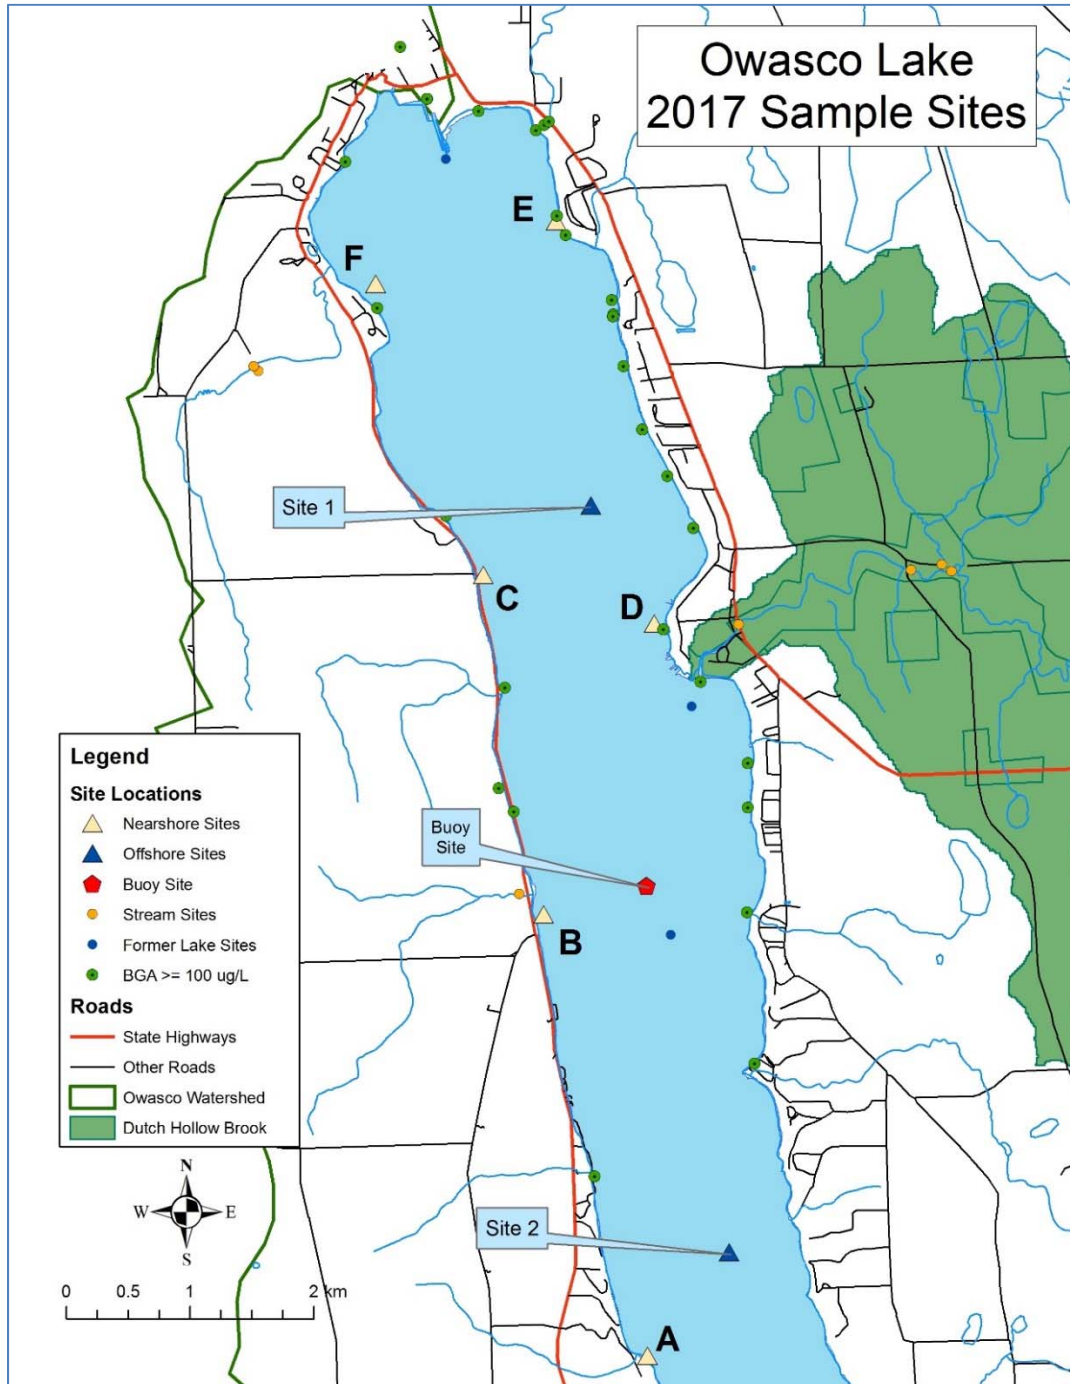 Owasco Lake
2017 Sample Sites
E
F
Site 1
C
D
Legend
Site Locations
Nearshore Sites
Offshore Sites
Buoy Site
Stream Sites
Former Lake Sites
BGA >= 100 ug/L
Roads
State Highways
Other Roads
Owasco Watershed
Dutch Hollow Brook
Buoy
Site
B
N
W E
S
Site 2
0 0.5 1 2 km
A